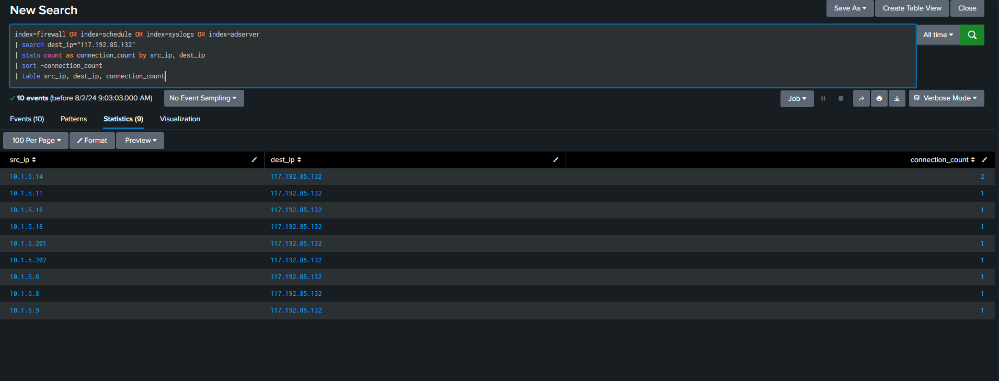 New Search
Save As
Create Table View
Close
index=firewall OR index=schedule OR index=syslogs OR index=adserver
| search dest_ip="117.192.85.132"
| stats count as connection_count by src_ip, dest_ip
| sort -connection_count
| table src_ip, dest_ip, connection_count
All time
10 events (before 8/2/24 9:03:03.000 AM)
No Event Sampling
Job
Verbose Mode
Events (10)
Patterns
Statistics (9)
Visualization
100 Per Page
Format
Preview
src_ip dest_ip connection_count
10.1.5.14 117.192.85.132 2
10.1.5.11 117.192.85.132 1
10.1.5.16 117.192.85.132 1
10.1.5.18 117.192.85.132 1
10.1.5.201 117.192.85.132 1
10.1.5.202 117.192.85.132 1
10.1.5.6 117.192.85.132 1
10.1.5.8 117.192.85.132 1
10.1.5.9 117.192.85.132 1